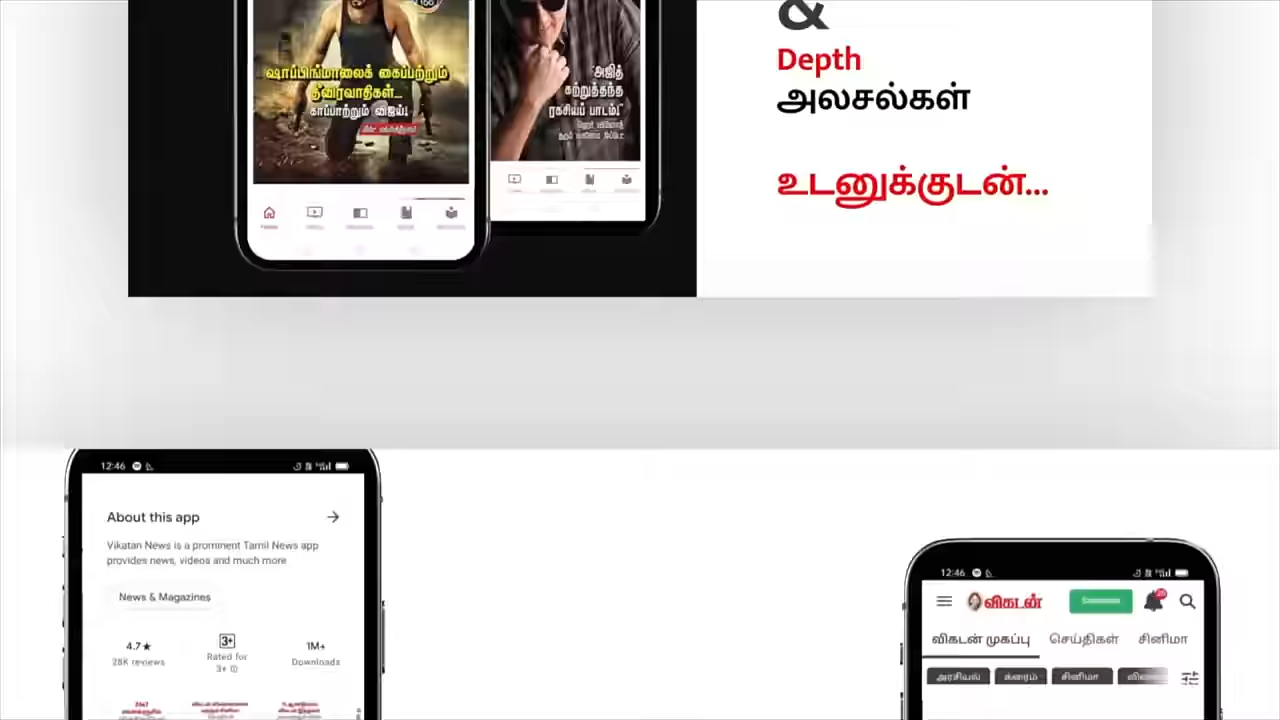 &
Depth
அலசல்கள்
உடனுக்குடன்...
ஷாப்பிங்மாலைக் கைப்பற்றும்
தீவிரவாதிகள்...
காப்பாற்றும் விஜய்!
"அஜித்
கற்றுத்தந்த
ரகசியப் பாடம்!"
12:46
About this app
Vikatan News is a prominent Tamil News app
provides news, videos and much more
News & Magazines
4.7★ 3+ 1M+
28K reviews Rated for 3+ Downloads
12:46
விகடன்
விகடன் முகப்பு செய்திகள் சினிமா
அரசியல் க்ரைம் சினிமா